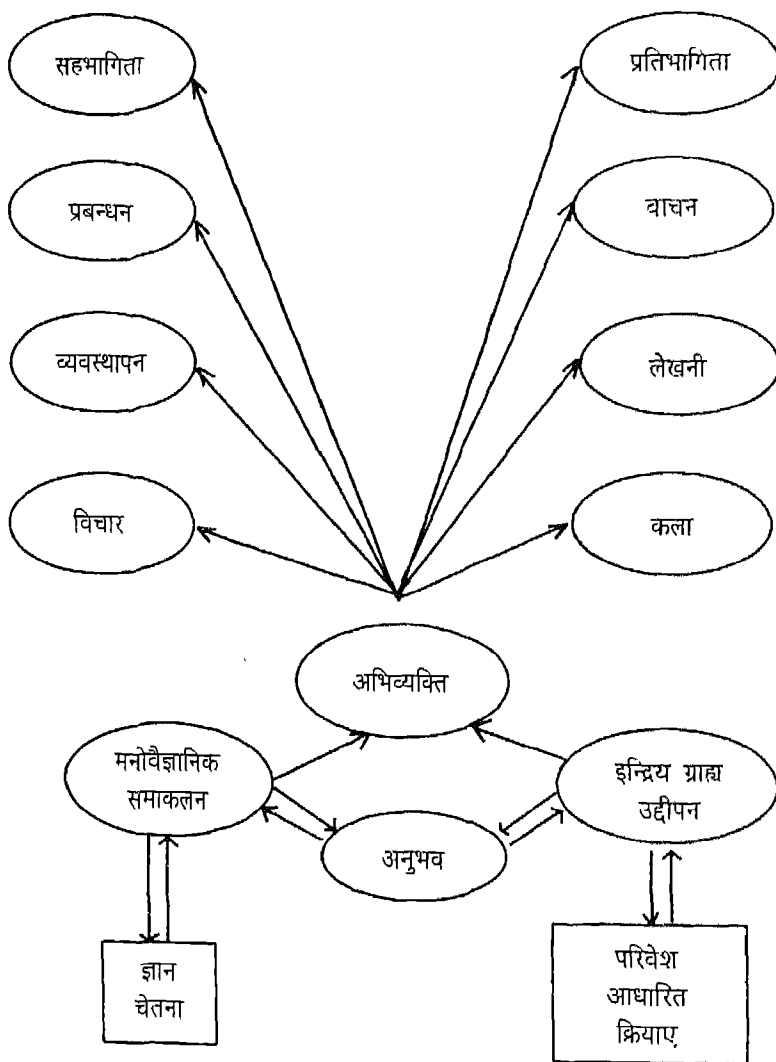 सहभागिता
प्रतिभागिता
प्रबन्धन
वाचन
व्यवस्थापन
लेखनी
विचार
कला
अभिव्यक्ति
मनोवैज्ञानिक
समाकलन
इन्द्रिय ग्राह्य
उद्दीपन
अनुभव
ज्ञान
चेतना
परिवेश
आधारित
क्रियाए